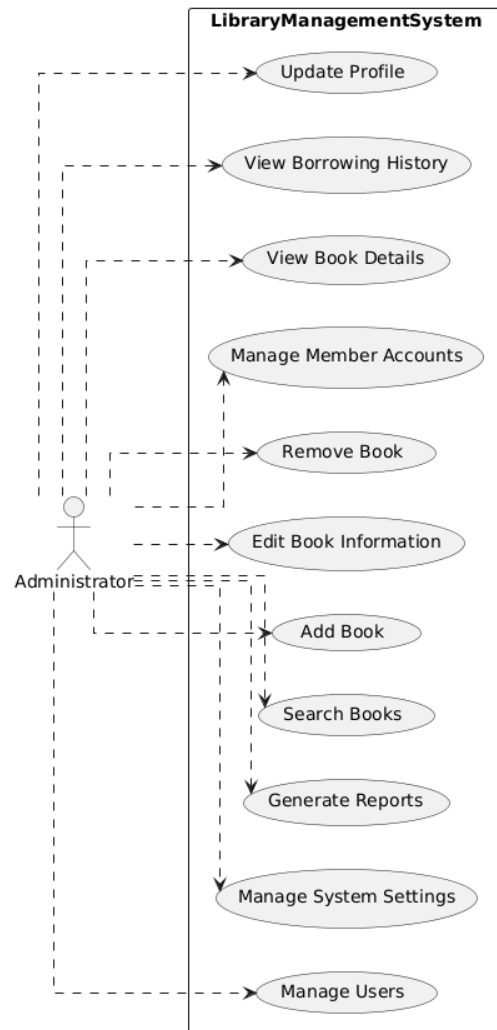 LibraryManagementSystem
Update Profile
View Borrowing History
View Book Details
Manage Member Accounts
Remove Book
Edit Book Information
Administrator
Add Book
Search Books
Generate Reports
Manage System Settings
Manage Users